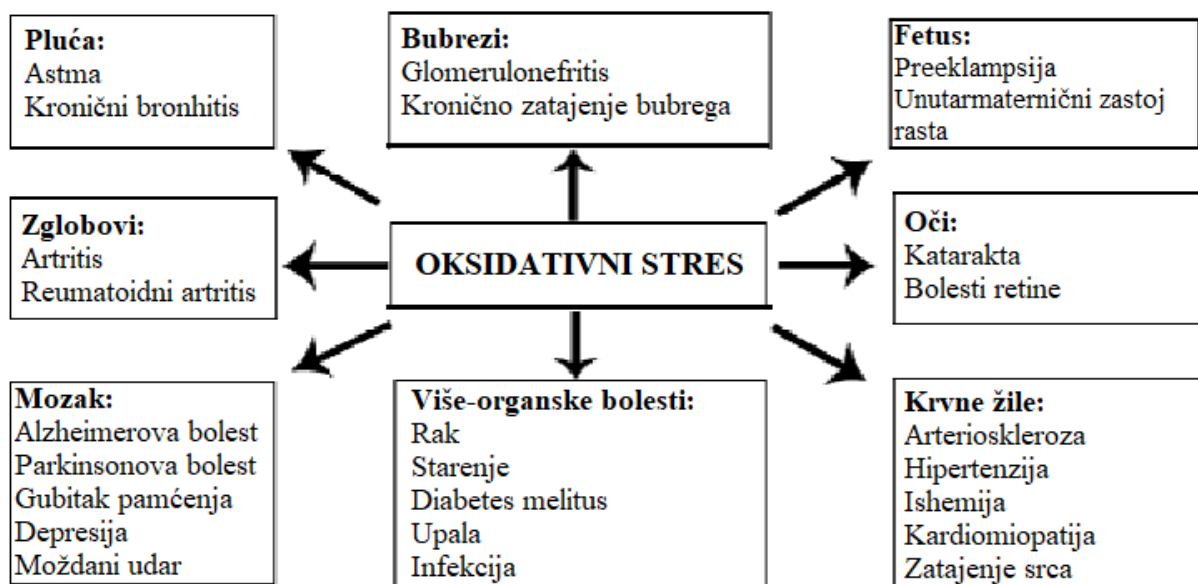 Pluća:
Astma
Kronični bronhitis
Bubrezi:
Glomerulonefritis
Kronično zatajenje bubrega
Fetus:
Preeklampsija
Unutarmaternični zastoj
rasta
Zglobovi:
Artritis
Reumatoidni artritis
OKSIDATIVNI STRES
Oči:
Katarakta
Bolesti retine
Mozak:
Alzheimerova bolest
Parkinsonova bolest
Gubitak pamćenja
Depresija
Moždani udar
Više-organske bolesti:
Rak
Starenje
Diabetes melitus
Upala
Infekcija
Krvne žile:
Arterioskleroza
Hipertenzija
Ishemija
Kardiomiopatija
Zatajenje srca